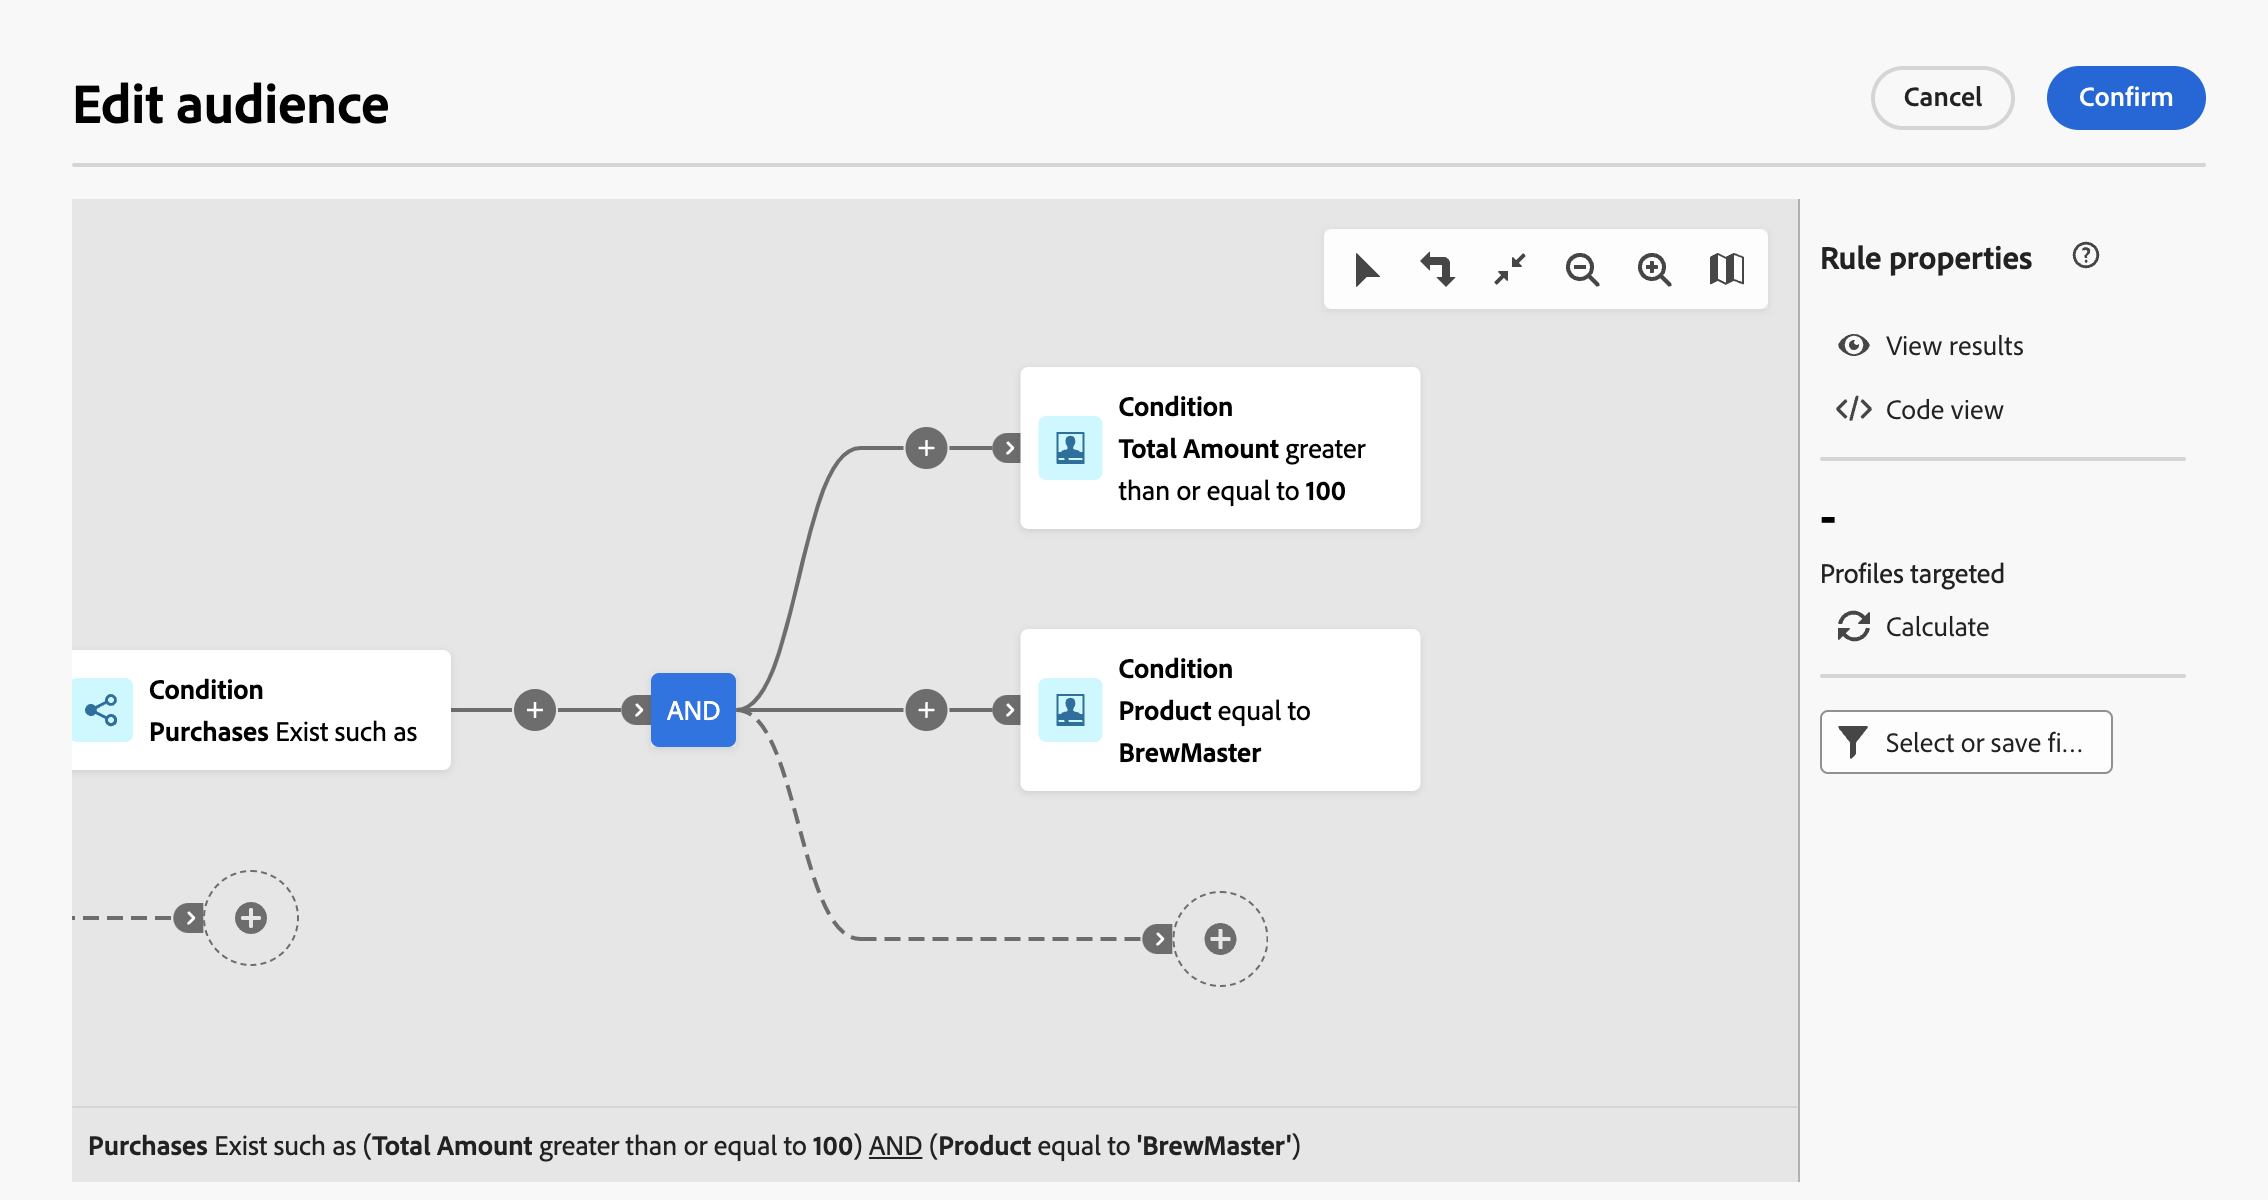 Edit audience
Cancel
Confirm
Rule properties
View results
Code view
Condition
Total Amount greater
than or equal to 100
-
Profiles targeted
Calculate
Condition
Purchases Exist such as
AND
Condition
Product equal to
BrewMaster
Select or save fi...
Purchases Exist such as (Total Amount greater than or equal to 100) AND (Product equal to 'BrewMaster')